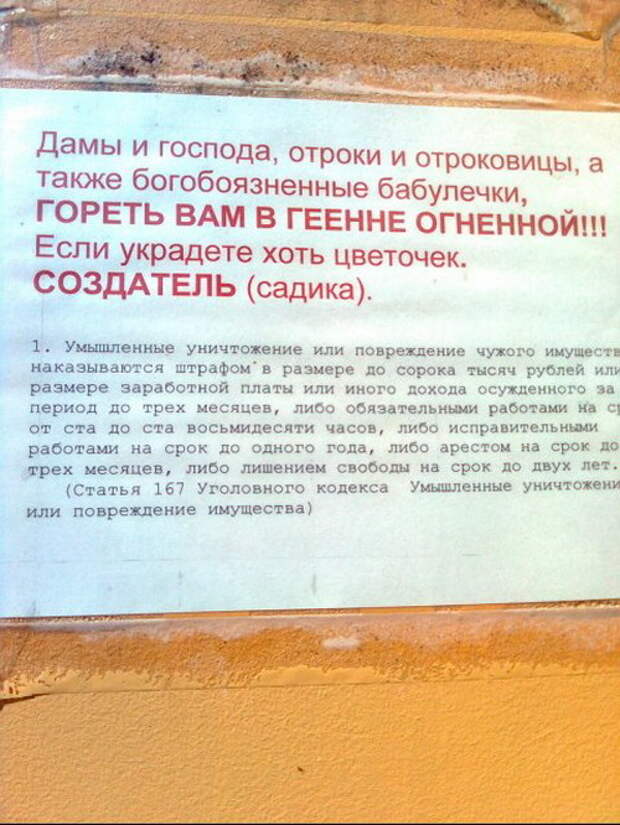 Дамы и господа, отроки и отроковицы, а
также богобоязненные бабулечки,
ГОРЕТЬ ВАМ В ГЕЕННЕ ОГНЕННОЙ!!!
Если украдете хоть цветочек.
СОЗДАТЕЛЬ (садика).
1. Умышленные уничтожение или повреждение чужого имуществ
наказываются штрафом в размере до сорока тысяч рублей или
размере заработной платы или иного дохода осужденного за
период до трех месяцев, либо обязательными работами на ср
от ста до ста восьмидесяти часов, либо исправительными
работами на срок до одного года, либо арестом на срок до
трех месяцев, либо лишением свободы на срок до двух лет.
(Статья 167 Уголовного кодекса Умышленные уничтожени
или повреждение имущества)